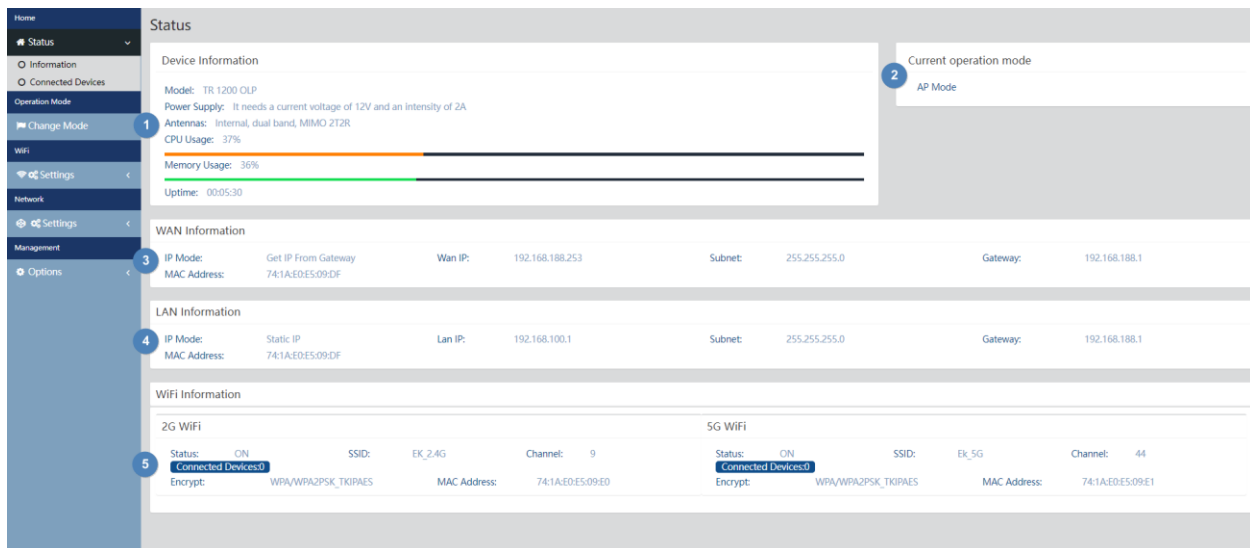 Home
Status
Status
Information
Connected Devices
Operation Mode
Change Mode
WiFi
Settings
Network
Settings
Management
Options
Device Information
Model: TR 1200 OLP
Power Supply: It needs a current voltage of 12V and an intensity of 2A
1
Antennas: Internal, dual band, MIMO 2T2R
CPU Usage: 37%
Memory Usage: 36%
Uptime: 00:05:30
Current operation mode
2
AP Mode
WAN Information
3
IP Mode: Get IP From Gateway Wan IP: 192.168.188.253 Subnet: 255.255.255.0 Gateway: 192.168.188.1
MAC Address: 74:1A:E0:E5:09:DF
LAN Information
4
IP Mode: Static IP Lan IP: 192.168.100.1 Subnet: 255.255.255.0 Gateway: 192.168.188.1
MAC Address: 74:1A:E0:E5:09:DF
WiFi Information
2G WiFi
5
Status: ON SSID: EK_2.4G Channel: 9
Connected Devices:0
Encrypt: WPA/WPA2PSK_TKIPAES MAC Address: 74:1A:E0:E5:09:E0
5G WiFi
Status: ON SSID: Ek_5G Channel: 44
Connected Devices:0
Encrypt: WPA/WPA2PSK_TKIPAES MAC Address: 74:1A:E0:E5:09:E1